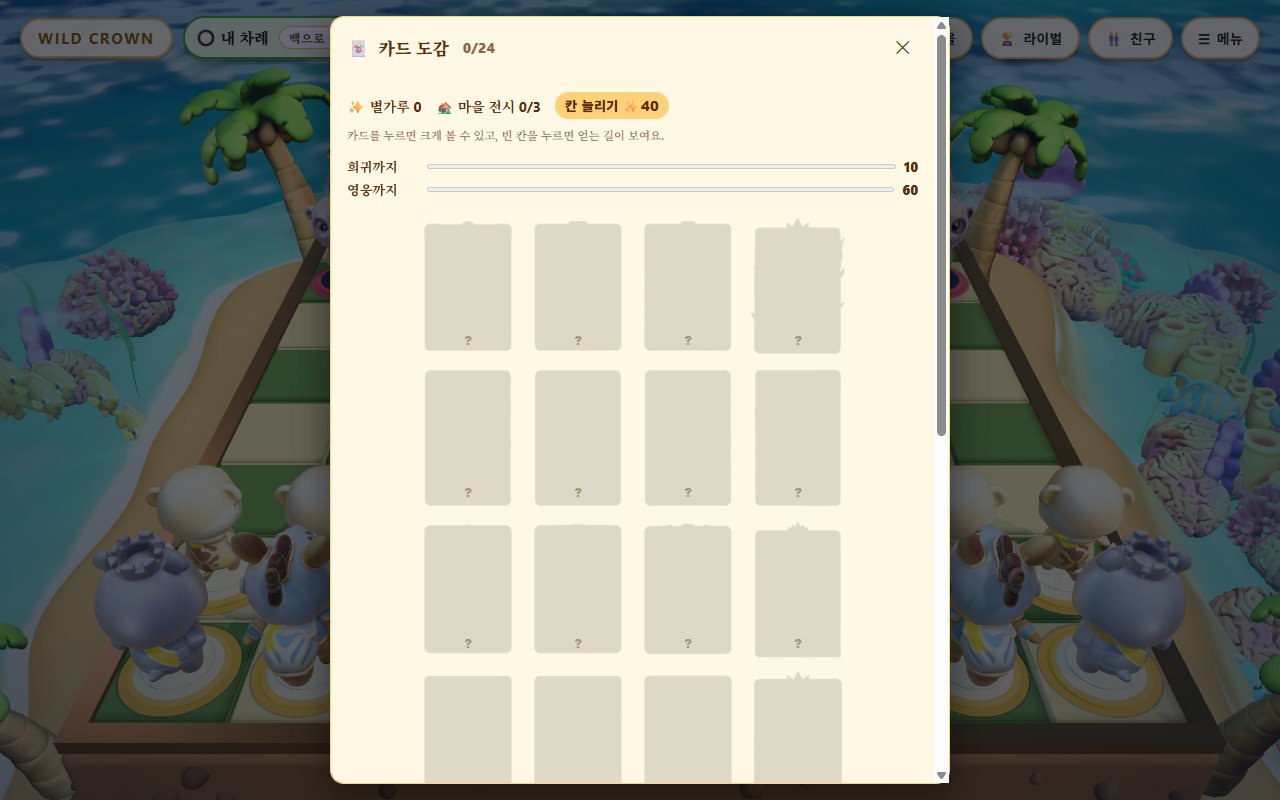 WILD CROWN
내 차례
백으로
라이벌
친구
☰ 메뉴
카드 도감 0/24
별가루 0
마을 전시 0/3
칸 늘리기 40
카드를 누르면 크게 볼 수 있고, 빈 칸을 누르면 얻는 길이 보여요.
희귀까지 10
영웅까지 60
? ? ? ?
? ? ? ?
? ? ? ?